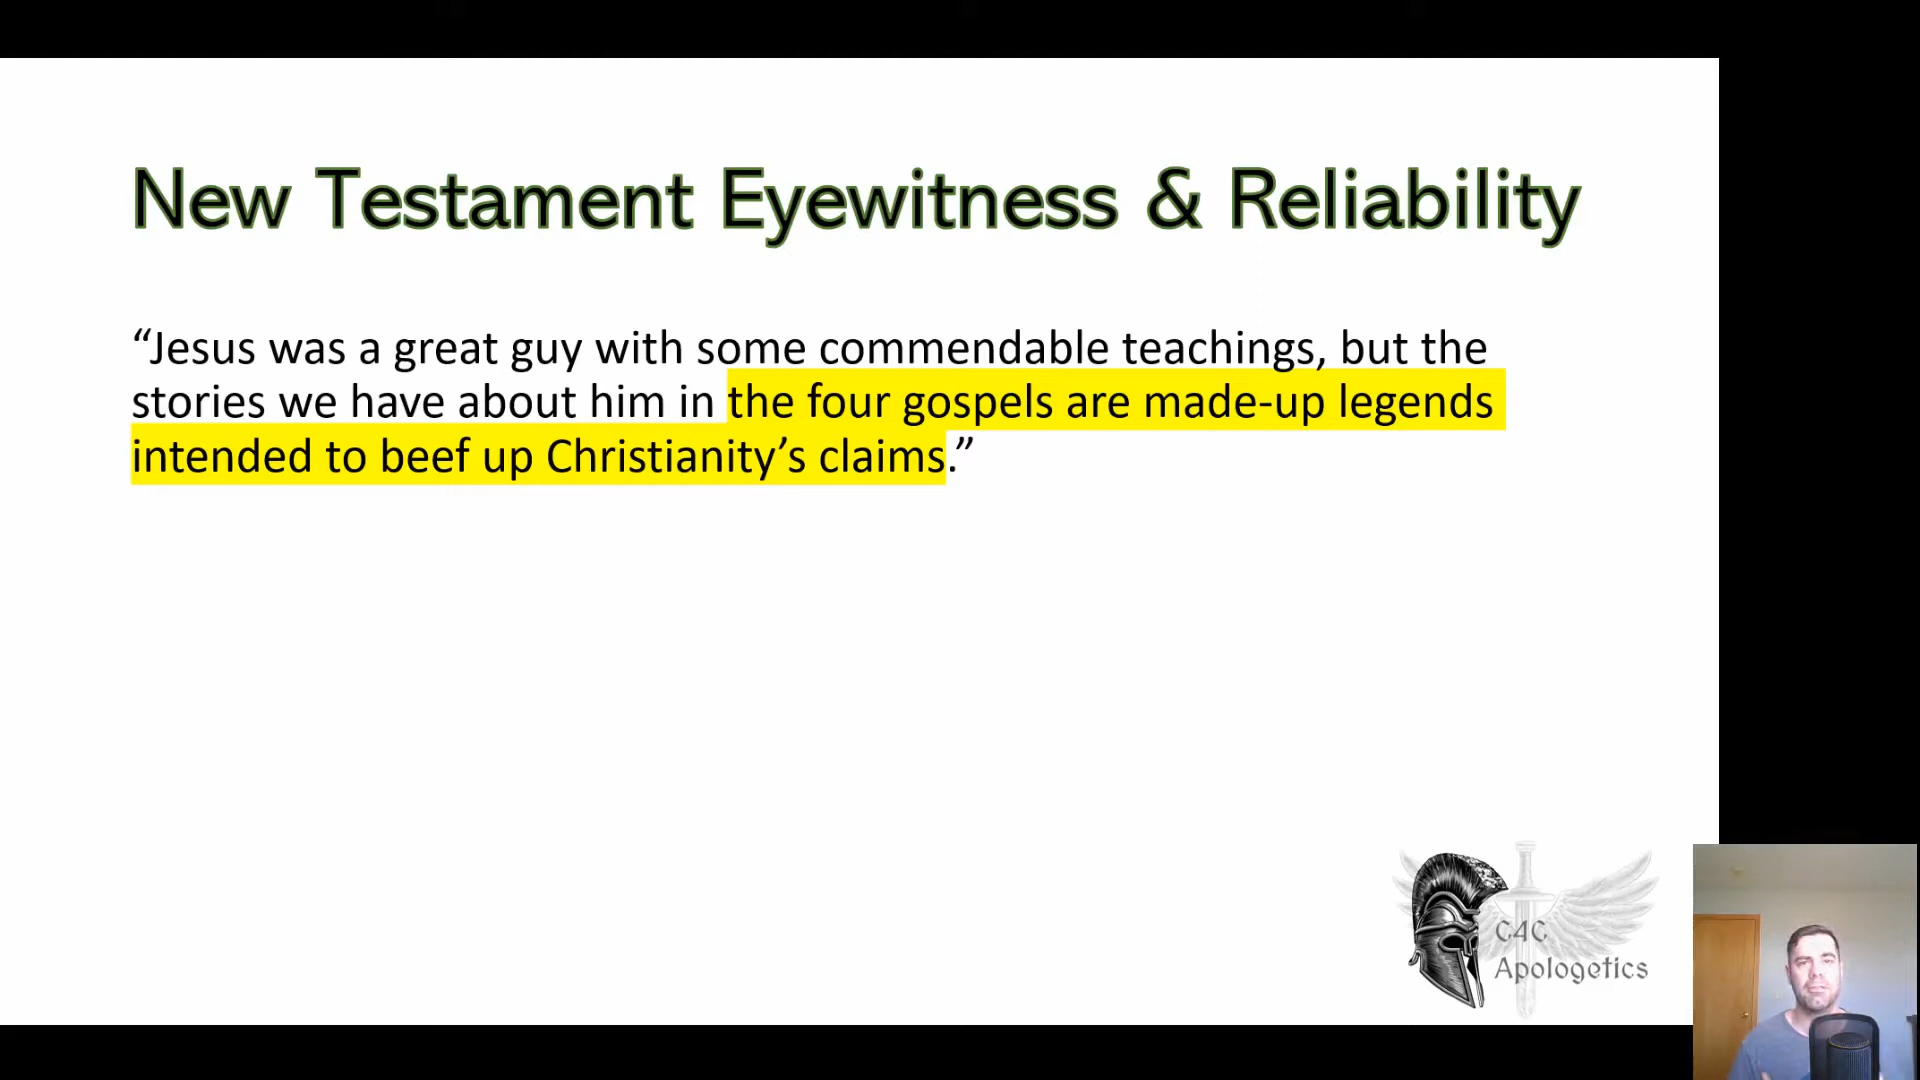 New Testament Eyewitness & Reliability
“Jesus was a great guy with some commendable teachings, but the
stories we have about him in the four gospels are made-up legends
intended to beef up Christianity’s claims.”
C4C
Apologetics